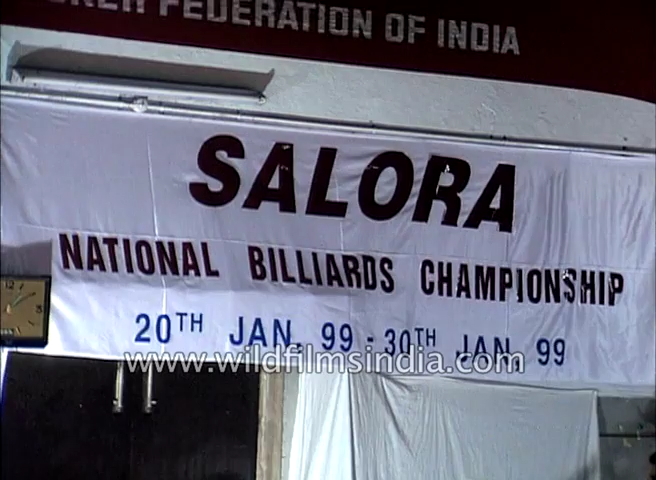 FEDERATION OF INDIA
SALORA
NATIONAL BILLIARDS CHAMPIONSHIP
20TH JAN. 99 - 30TH JAN. 99
www.wildfilmsindia.com